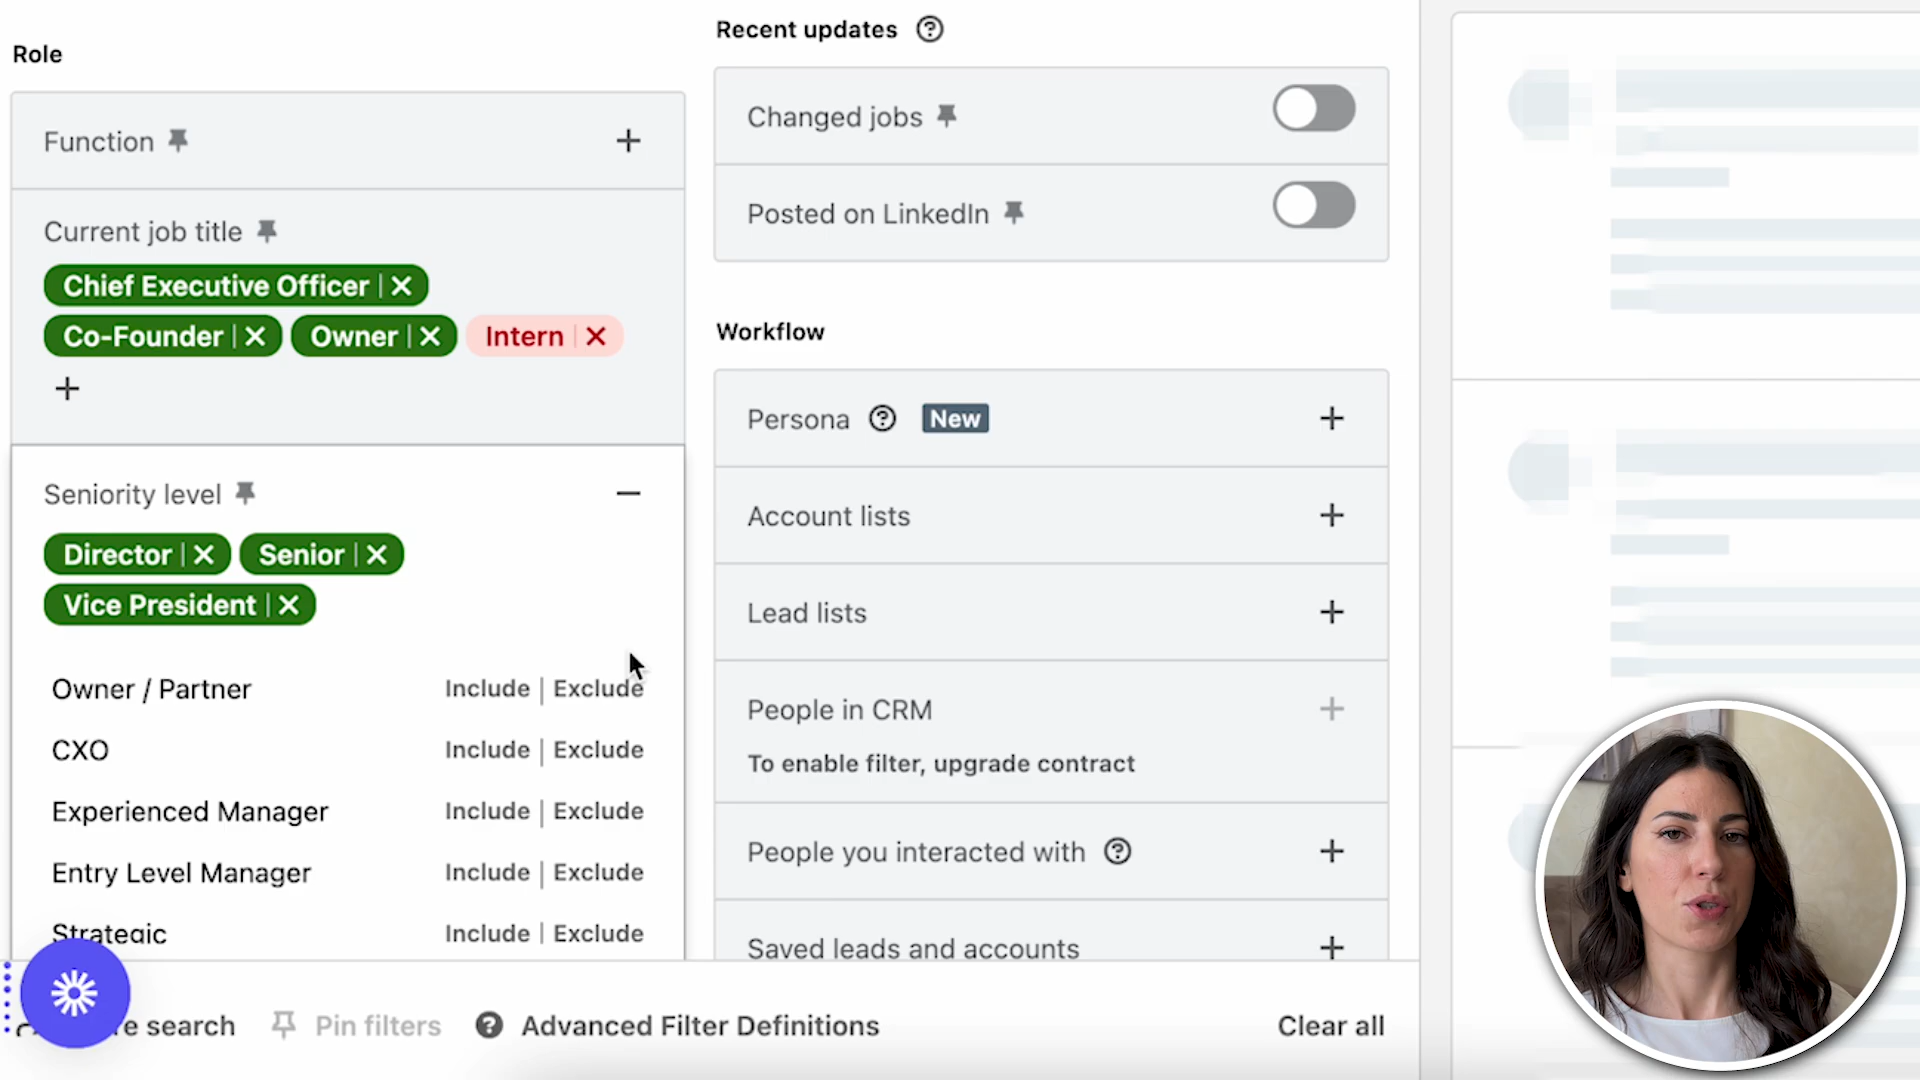 Role
Function
Current job title
Chief Executive Officer
Co-Founder Owner Intern
Seniority level
Director Senior
Vice President
Owner / Partner Include | Exclude
CXO Include | Exclude
Experienced Manager Include | Exclude
Entry Level Manager Include | Exclude
Strategic Include | Exclude
Recent updates
Changed jobs
Posted on LinkedIn
Workflow
Persona New
Account lists
Lead lists
People in CRM
To enable filter, upgrade contract
People you interacted with
Saved leads and accounts
search Pin filters Advanced Filter Definitions Clear all